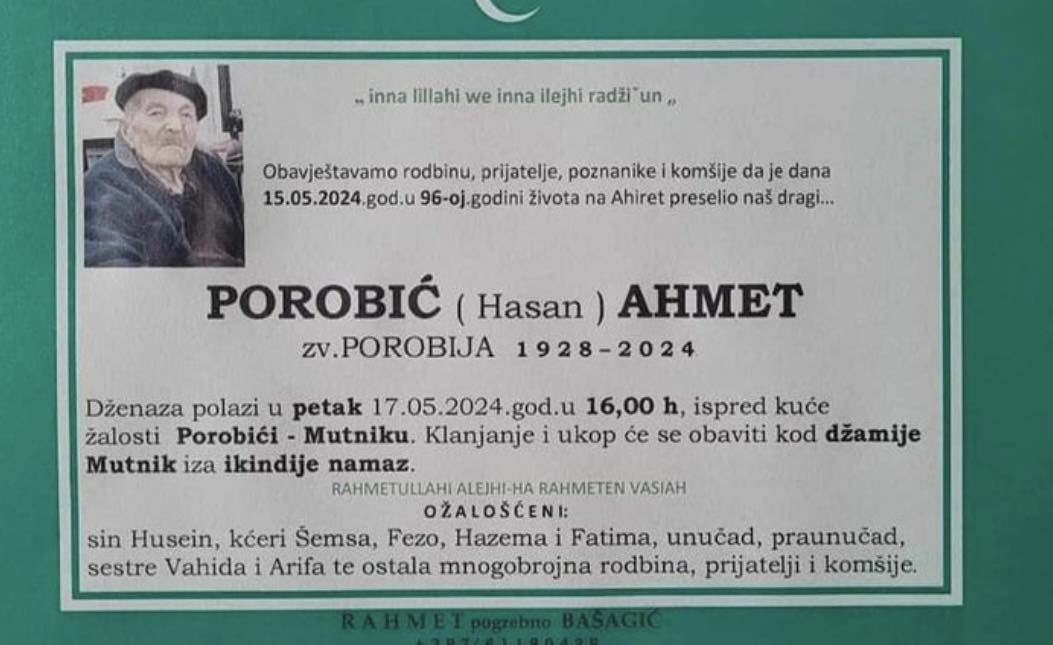 „ inna lillahi we inna ilejhi radži˘un „
Obavještavamo rodbinu, prijatelje, poznanike i komšije da je dana
15.05.2024.god.u 96-oj.godini života na Ahiret preselio naš dragi...
POROBIĆ ( Hasan ) AHMET
zv.POROBIJA 1928-2024
Dženaza polazi u petak 17.05.2024.god.u 16,00 h, ispred kuće
žalosti Porobići - Mutniku. Klanjanje i ukop će se obaviti kod džamije
Mutnik iza ikindije namaz.
RAHMETULLAHI ALEJHI-HA RAHMETEN VASIAH
OŽALOŠĆENI:
sin Husein, kćeri Šemsa, Fezo, Hazema i Fatima, unučad, praunučad,
sestre Vahida i Arifa te ostala mnogobrojna rodbina, prijatelji i komšije.
RAHMET pogrebno BAŠAGIĆ